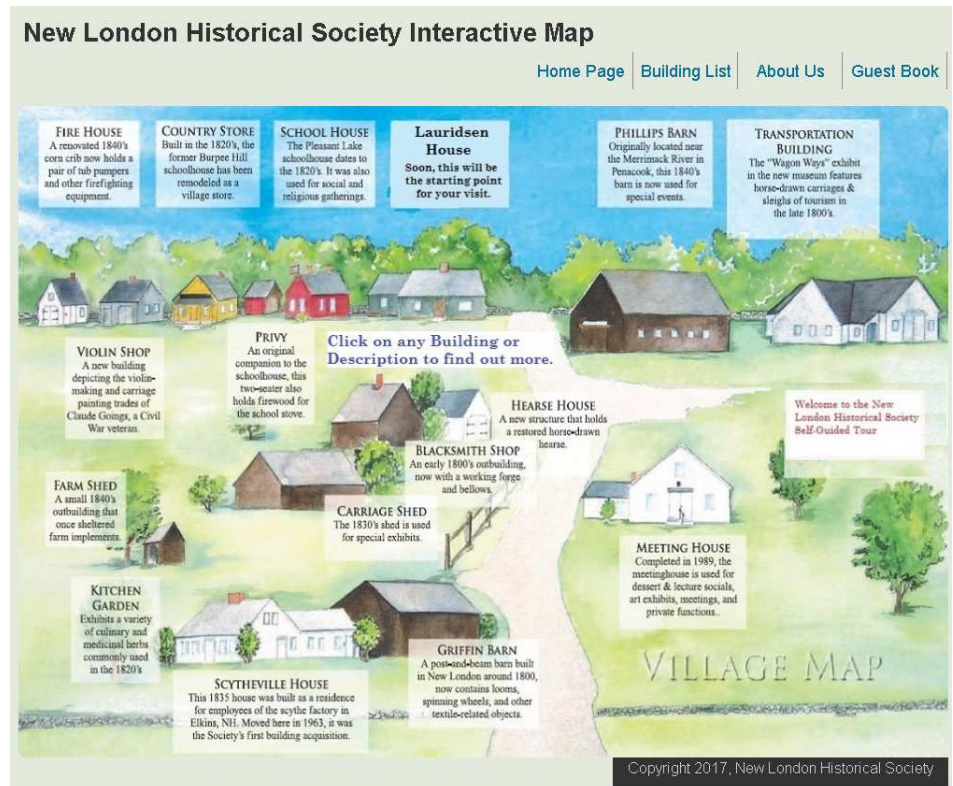 New London Historical Society Interactive Map
Home Page
Building List
About Us
Guest Book
FIRE HOUSE
A renovated 1840's
corn crib now holds a
pair of tub pumpers
and other firefighting
equipment.
COUNTRY STORE
Built in the 1820's, the
former Burpee Hill
schoolhouse has been
remodeled as a
village store.
SCHOOL HOUSE
The Pleasant Lake
schoolhouse dates to
the 1820's. It was also
used for social and
religious gatherings.
Lauridsen
House
Soon, this will be
the starting point
for your visit.
PHILLIPS BARN
Originally located near
the Merrimack River in
Penacook, this 1840's
barn is now used for
special events.
TRANSPORTATION
BUILDING
The "Wagon Ways" exhibit
in the new museum features
horse-drawn carriages &
sleighs of tourism in
the late 1800's.
VIOLIN SHOP
A new building
depicting the violin-
making and carriage
painting trades of
Claude Goings, a Civil
War veteran.
PRIVY
An original
companion to the
schoolhouse, this
two-seater also
holds firewood for
the school stove.
Click on any Building or
Description to find out more.
HEARSE HOUSE
A new structure that holds
a restored horse-drawn
hearse.
Welcome to the New
London Historical Society
Self-Guided Tour
BLACKSMITH SHOP
An early 1800's outbuilding,
now with a working forge
and bellows.
FARM SHED
A small 1840's
outbuilding that
once sheltered
farm implements.
CARRIAGE SHED
The 1830's shed is used
for special exhibits.
MEETING HOUSE
Completed in 1989, the
meetinghouse is used for
dessert & lecture socials,
art exhibits, meetings, and
private functions..
KITCHEN
GARDEN
Exhibits a variety
of culinary and
medicinal herbs
commonly used
in the 1820's
GRIFFIN BARN
A post-and-beam barn built
in New London around 1800,
now contains looms,
spinning wheels, and other
textile-related objects.
SCYTHEVILLE HOUSE
This 1835 house was built as a residence
for employees of the scythe factory in
Elkins, NH. Moved here in 1963, it was
the Society's first building acquisition.
VILLAGE MAP
Copyright 2017, New London Historical Society